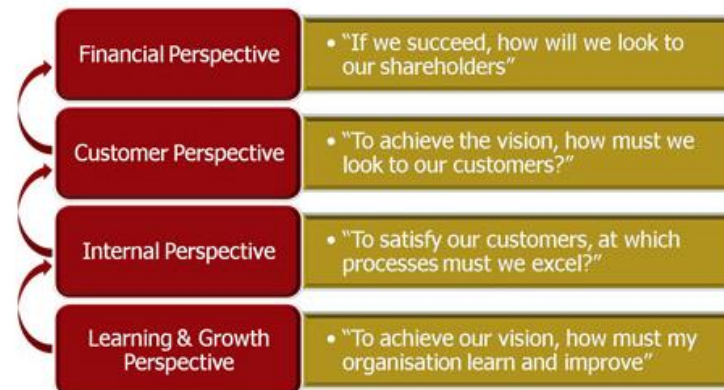 Financial Perspective
• “If we succeed, how will we look to
our shareholders”
Customer Perspective
• “To achieve the vision, how must we
look to our customers?”
Internal Perspective
• “To satisfy our customers, at which
processes must we excel?”
Learning & Growth
Perspective
• “To achieve our vision, how must my
organisation learn and improve”